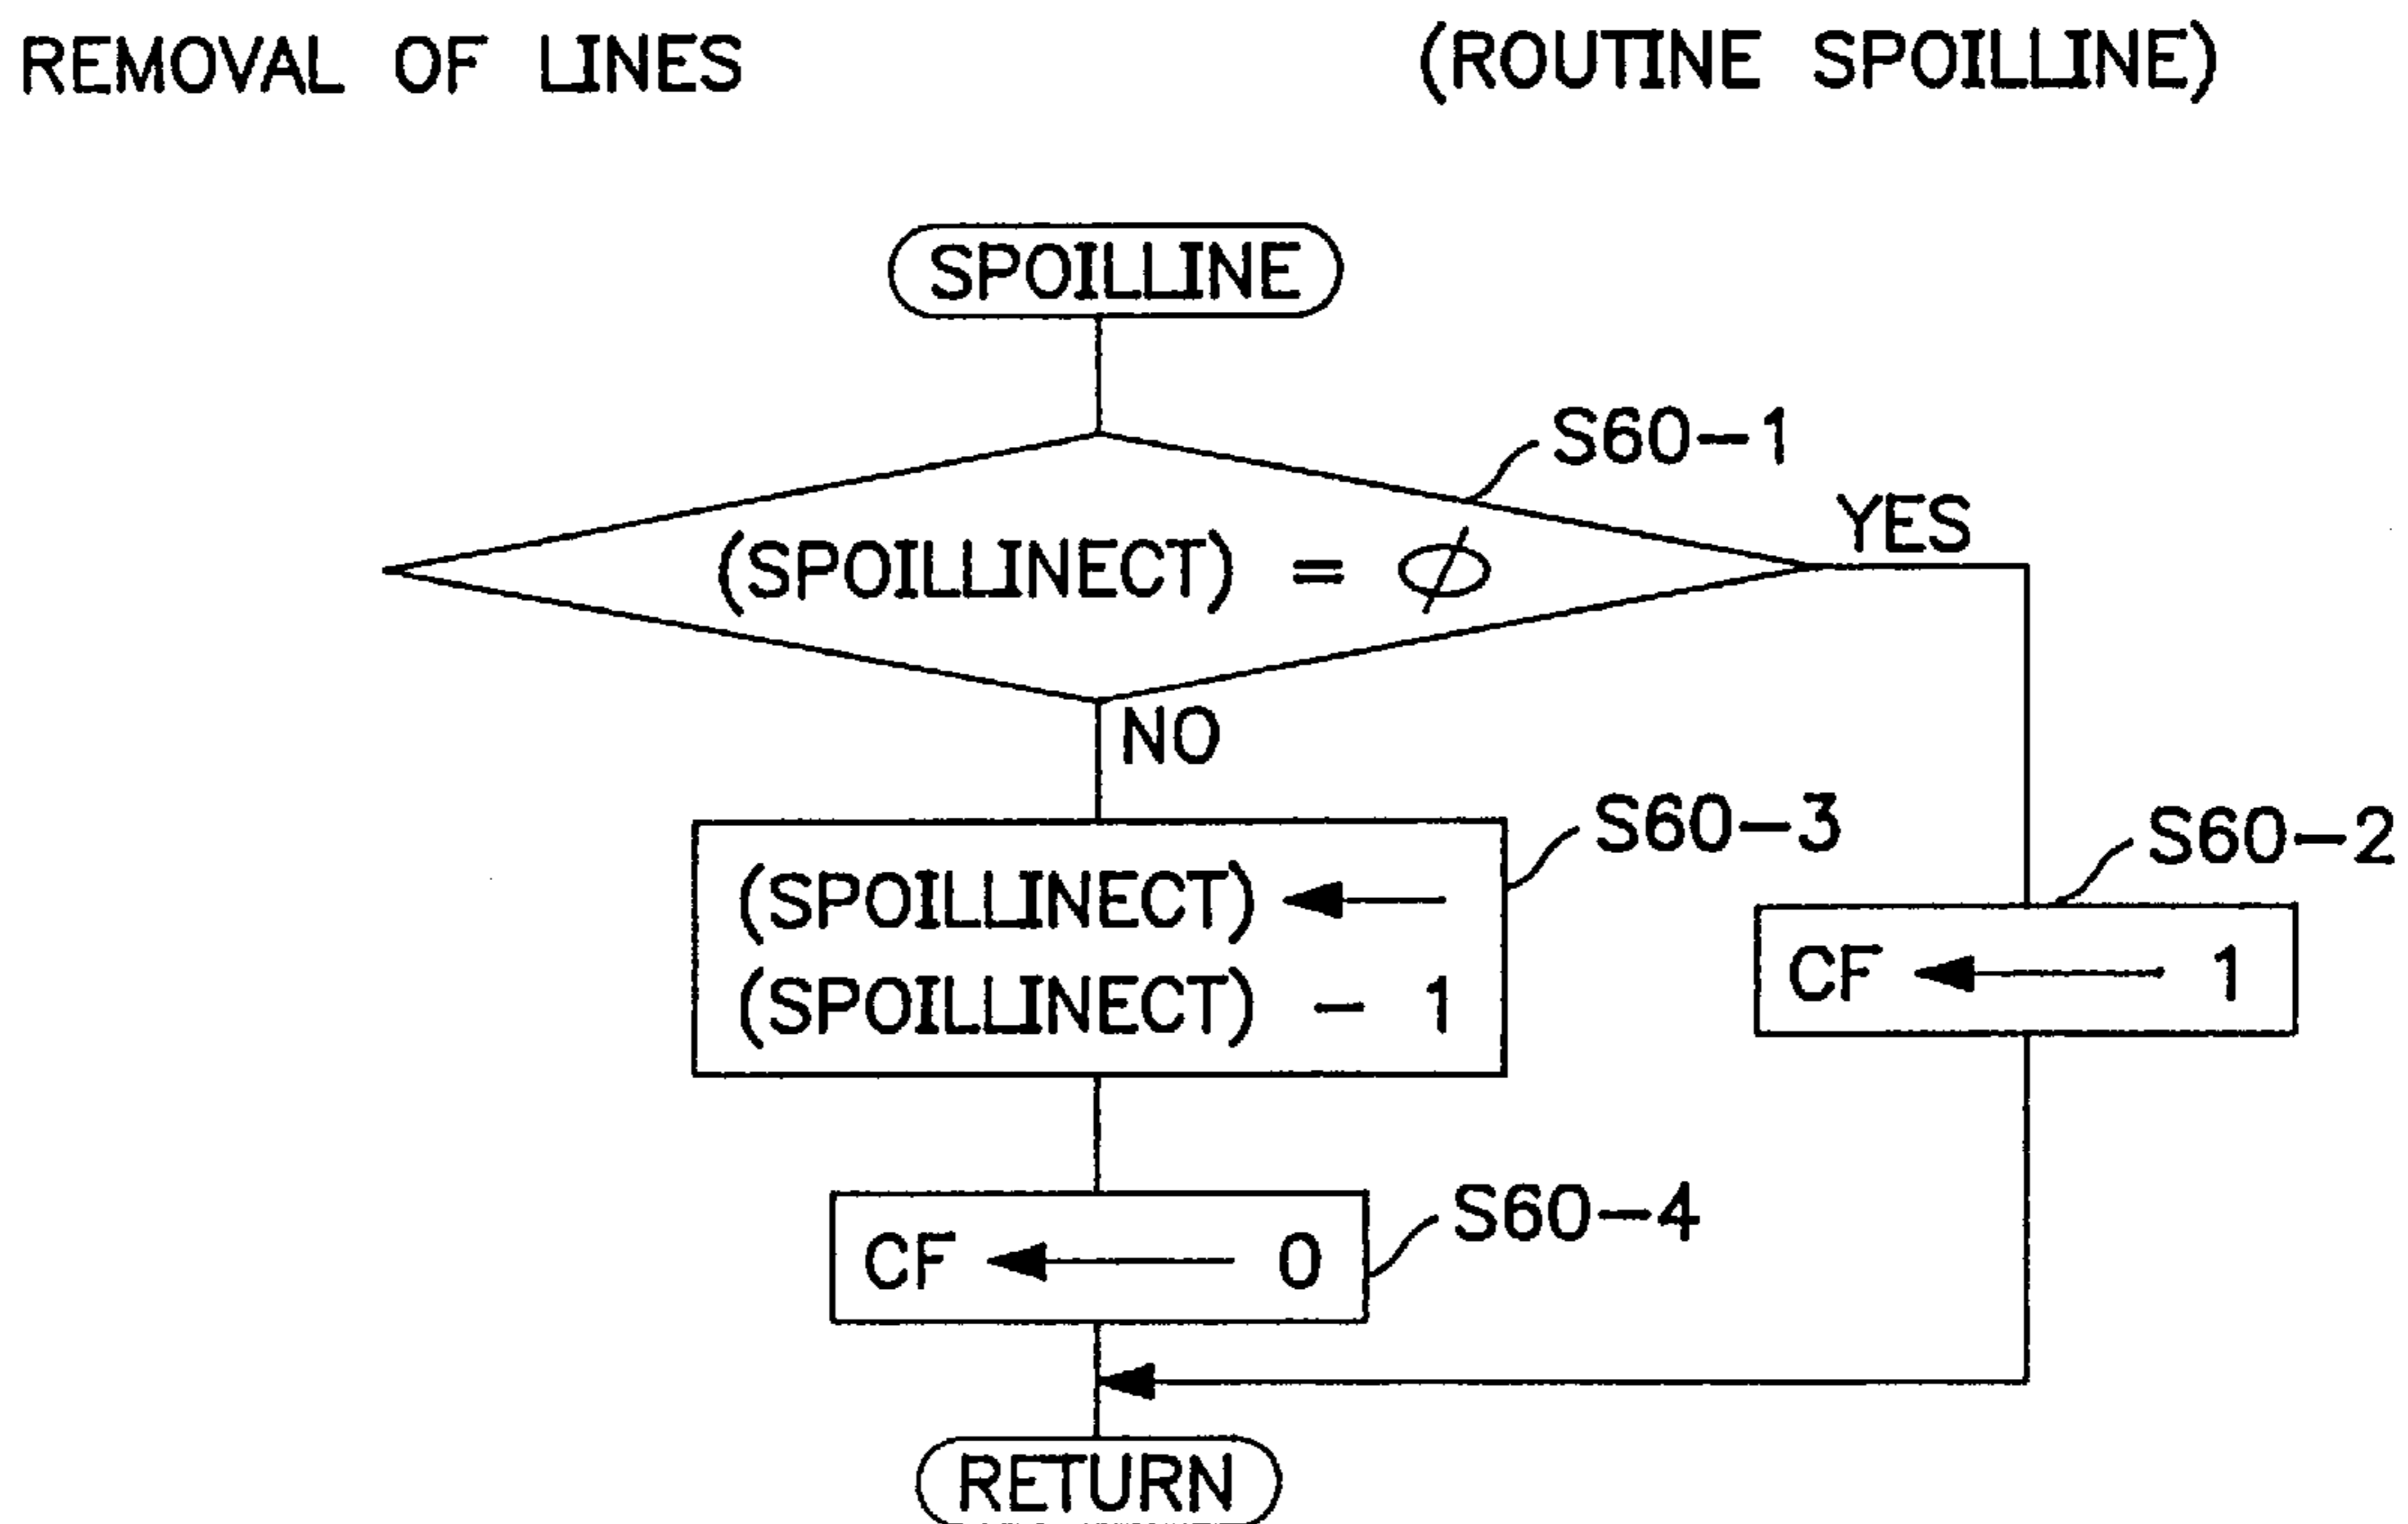 REMOVAL OF LINES
(ROUTINE SPOILLINE)
SPOILLINE
S60-1
(SPOILLINECT) = ϕ
YES
NO
S60-3
(SPOILLINECT) ←
(SPOILLINECT) - 1
S60-2
CF ← 1
S60-4
CF ← 0
RETURN